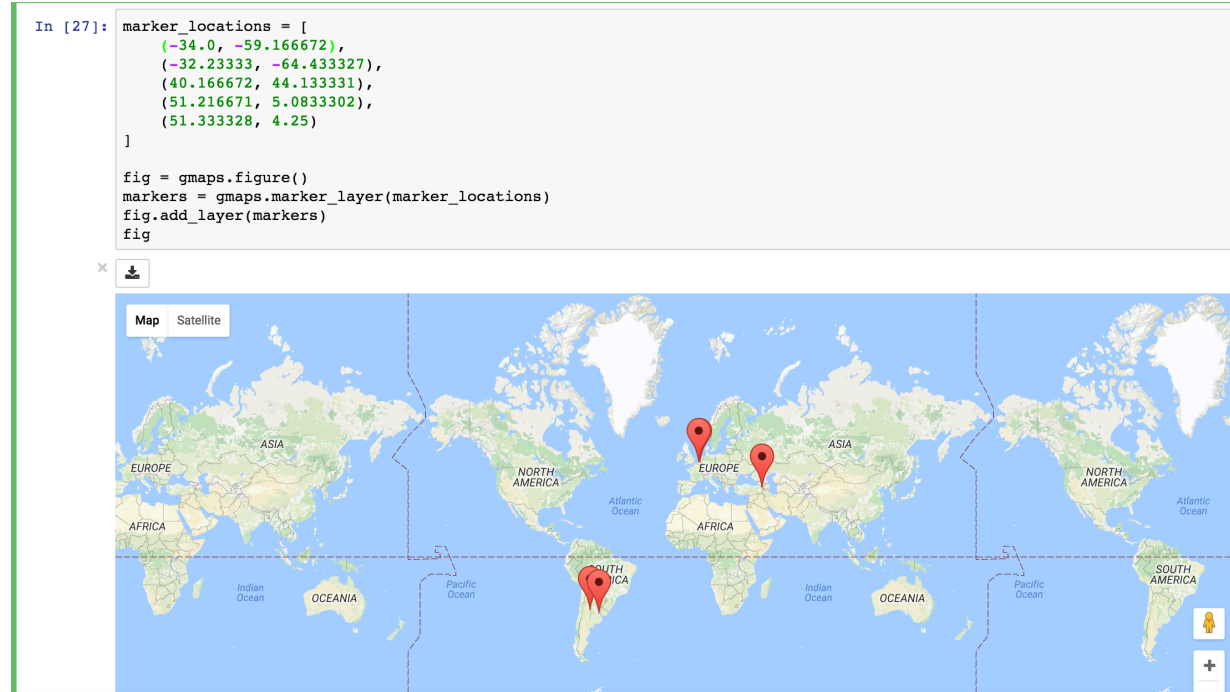 In [27]: marker_locations = [
(-34.0, -59.166672),
(-32.23333, -64.433327),
(40.166672, 44.133331),
(51.216671, 5.0833302),
(51.333328, 4.25)
]
fig = gmaps.figure()
markers = gmaps.marker_layer(marker_locations)
fig.add_layer(markers)
fig
Map Satellite
ASIA
EUROPE
AFRICA
Indian
Ocean
OCEANIA
Pacific
Ocean
NORTH
AMERICA
Atlantic
Ocean
EUROPE
ASIA
AFRICA
Indian
Ocean
OCEANIA
Pacific
Ocean
NORTH
AMERICA
Atlantic
Ocean
SOUTH
AMERICA